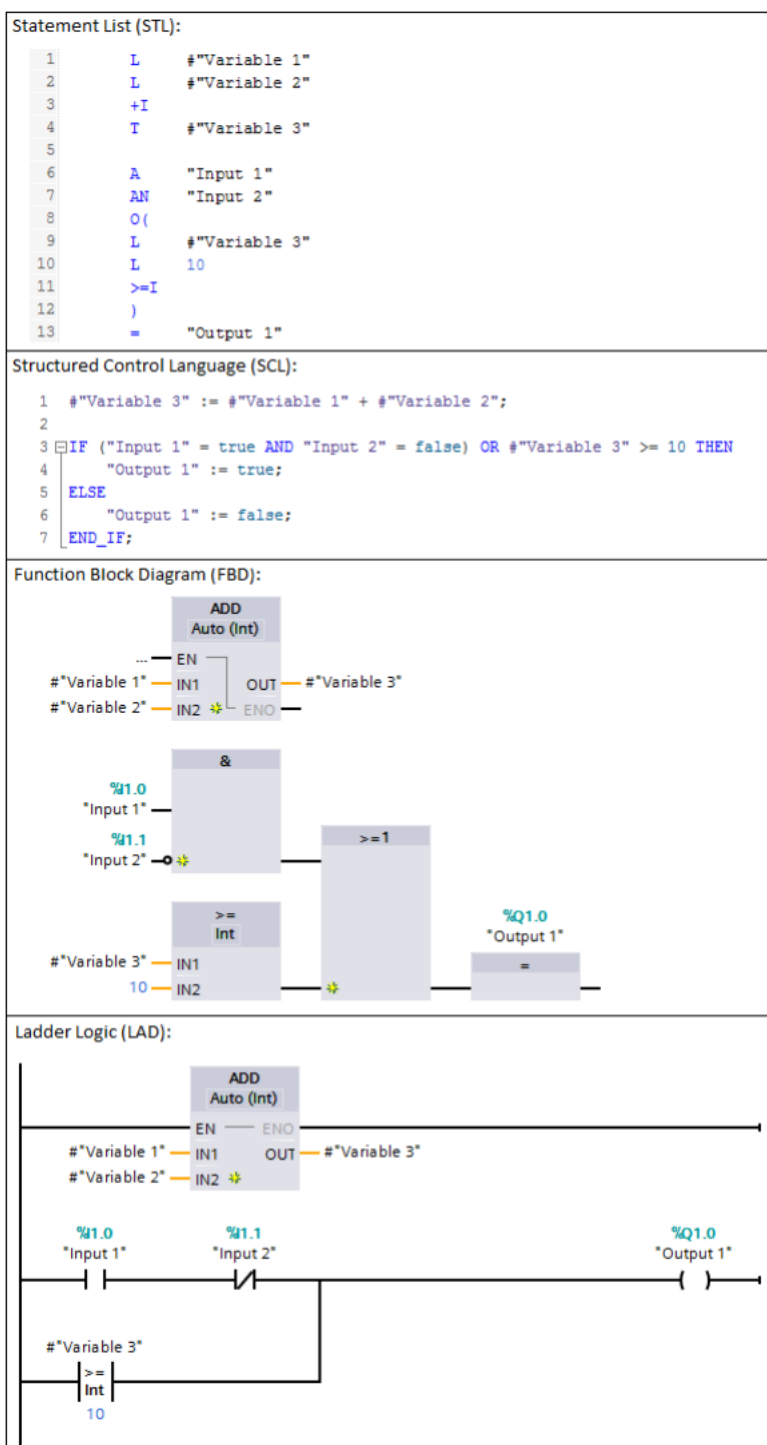 Statement List (STL):
1 L #"Variable 1"
2 L #"Variable 2"
3 +I
4 T #"Variable 3"
5
6 A "Input 1"
7 AN "Input 2"
8 O(
9 L #"Variable 3"
10 L 10
11 >=I
12 )
13 = "Output 1"
Structured Control Language (SCL):
1 #"Variable 3" := #"Variable 1" + #"Variable 2";
2
3 IF ("Input 1" = true AND "Input 2" = false) OR #"Variable 3" >= 10 THEN
4 "Output 1" := true;
5 ELSE
6 "Output 1" := false;
7 END_IF;
Function Block Diagram (FBD):
ADD
Auto (Int)
... EN
#"Variable 1" IN1 OUT #"Variable 3"
#"Variable 2" IN2 ENO
&
%I1.0
"Input 1"
%I1.1
"Input 2"
>=1
>=
Int
#"Variable 3" IN1
10 IN2
%Q1.0
"Output 1"
=
Ladder Logic (LAD):
ADD
Auto (Int)
EN ENO
#"Variable 1" IN1 OUT #"Variable 3"
#"Variable 2" IN2
%I1.0 %I1.1 %Q1.0
"Input 1" "Input 2" "Output 1"
#"Variable 3"
>=
Int
10